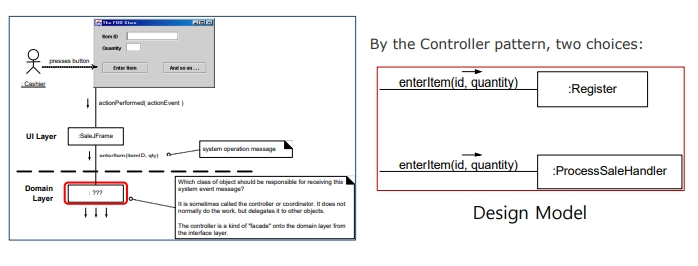 The FOO Store
Item ID
Quantity
Enter Item
And so on . . .
presses button
: Cashier
actionPerformed( actionEvent )
UI Layer
:SaleJFrame
enterItem(itemID, qty)
system operation message
Domain
Layer
: ???
Which class of object should be responsible for receiving this
system event message?
It is sometimes called the controller or coordinator. It does not
normally do the work, but delegates it to other objects.
The controller is a kind of "facade" onto the domain layer from
the interface layer.
By the Controller pattern, two choices:
enterItem(id, quantity)
:Register
enterItem(id, quantity)
:ProcessSaleHandler
Design Model